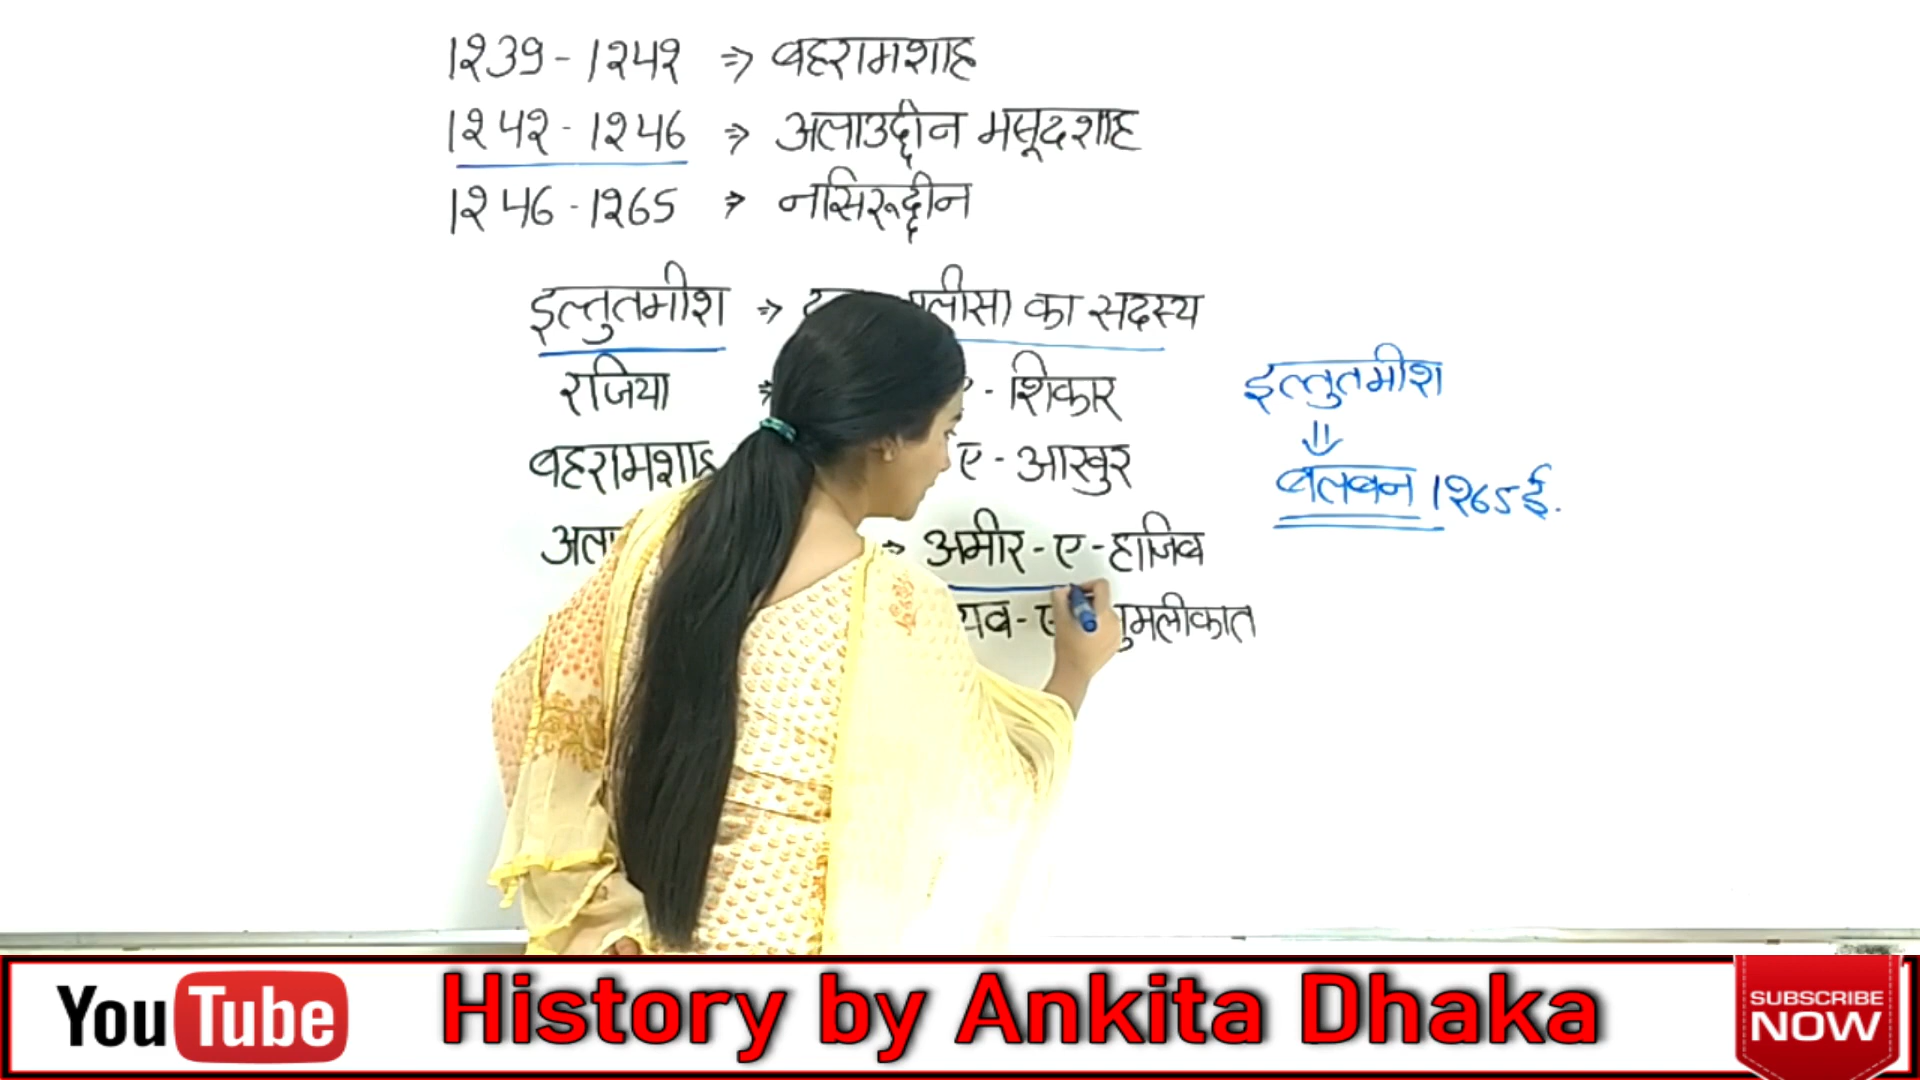 1239 - 1242 ⇒ बहरामशाह
1242 - 1246 ⇒ अलाउद्दीन मसूदशाह
1246 - 1265 ⇒ नसिरूद्दीन
इल्तुतमीश ⇒ का सदस्य
रजिया - शिकार
बहरामशाह ए - आखुर
⇒ अमीर - ए - हाजिब
इल्तुतमीश
⇓
बलबन 1265 ई.
YouTube
History by Ankita Dhaka
SUBSCRIBE
NOW